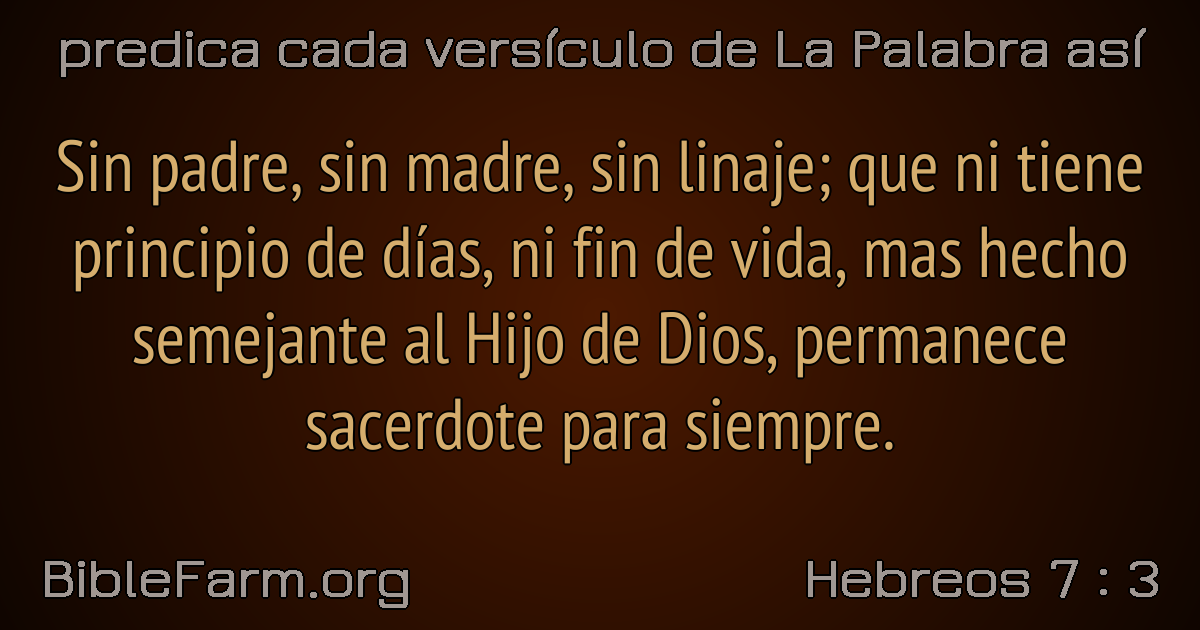 predica cada versículo de La Palabra así
Sin padre, sin madre, sin linaje; que ni tiene
principio de días, ni fin de vida, mas hecho
semejante al Hijo de Dios, permanece
sacerdote para siempre.
BibleFarm.org
Hebreos 7 : 3